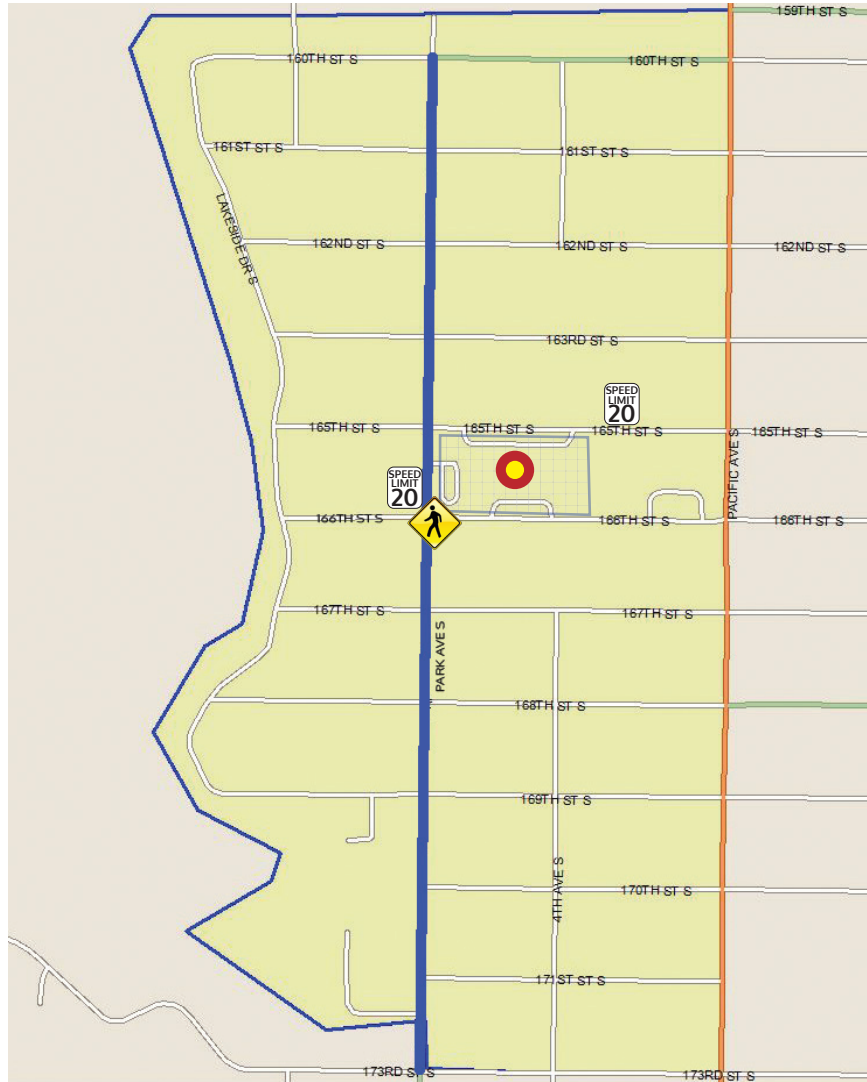 159TH ST S
160TH ST S
160TH ST S
161ST ST S
161ST ST S
LAKESIDE DR S
162ND ST S
162ND ST S
162ND ST S
163RD ST S
SPEED
LIMIT
20
165TH ST S
165TH ST S
165TH ST S
165TH ST S
PACIFIC AVE S
SPEED
LIMIT
20
166TH ST S
166TH ST S
166TH ST S
167TH ST S
167TH ST S
PARK AVE S
168TH ST S
169TH ST S
4TH AVE S
170TH ST S
171ST ST S
173RD ST S
173RD ST S